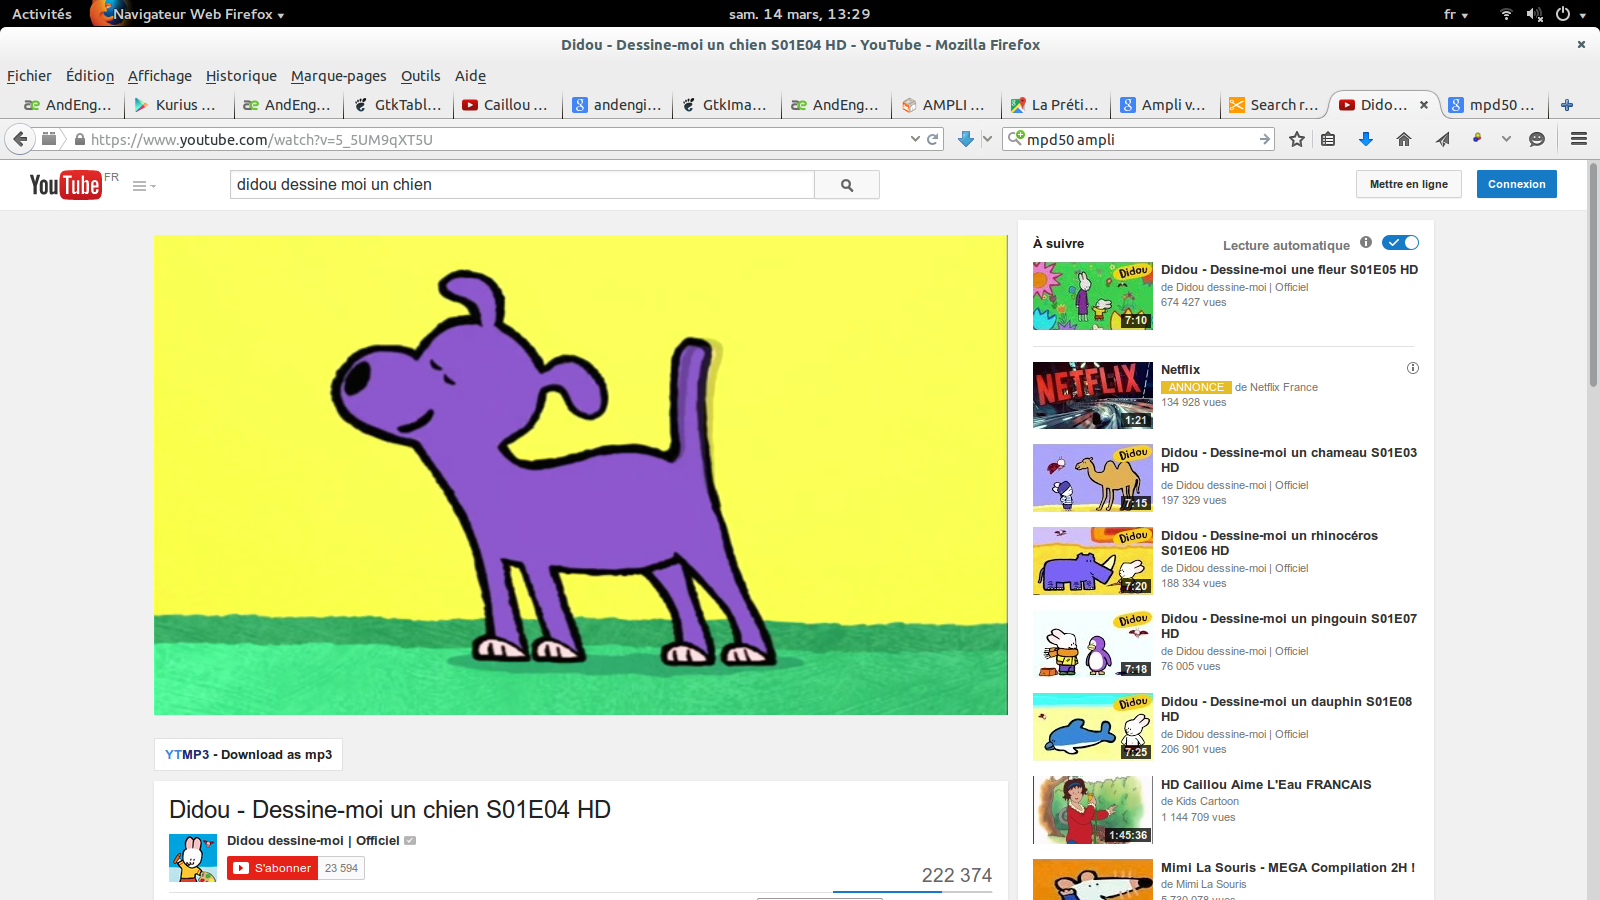 Activités
Navigateur Web Firefox
sam. 14 mars, 13:29
fr
Didou - Dessine-moi un chien S01E04 HD - YouTube - Mozilla Firefox
Fichier Édition Affichage Historique Marque-pages Outils Aide
AndEng… Kurius … AndEng… GtkTabl… Caillou … andengi… GtkIma… AndEng… AMPLI … La Préti… Ampli v… Search r… Dido… mpd50 …
https://www.youtube.com/watch?v=5_5UM9qXT5U
mpd50 ampli
YouTube FR
didou dessine moi un chien
Mettre en ligne
Connexion
À suivre
Lecture automatique
Didou - Dessine-moi une fleur S01E05 HD
de Didou dessine-moi | Officiel
674 427 vues
Didou
7:10
Netflix
ANNONCE de Netflix France
134 928 vues
NETFLIX
1:21
Didou - Dessine-moi un chameau S01E03
HD
de Didou dessine-moi | Officiel
197 329 vues
Didou
7:15
Didou - Dessine-moi un rhinocéros
S01E06 HD
de Didou dessine-moi | Officiel
188 334 vues
Didou
7:20
Didou - Dessine-moi un pingouin S01E07
HD
de Didou dessine-moi | Officiel
76 005 vues
Didou
7:18
Didou - Dessine-moi un dauphin S01E08
HD
de Didou dessine-moi | Officiel
206 901 vues
Didou
7:25
HD Caillou Aime L'Eau FRANCAIS
de Kids Cartoon
1 144 709 vues
1:45:36
Mimi La Souris - MEGA Compilation 2H !
de Mimi La Souris
5 730 078 vues
YTMP3 - Download as mp3
Didou - Dessine-moi un chien S01E04 HD
Didou dessine-moi | Officiel
S'abonner 23 594
222 374